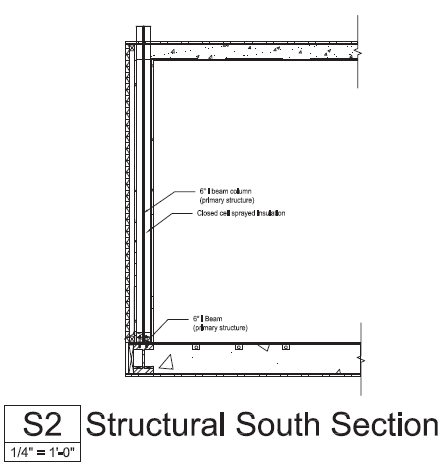 6" I beam column
(primary structure)
Closed cell sprayed insulation
6" I Beam
(primary structure)
S2 Structural South Section
1/4" = 1'-0"